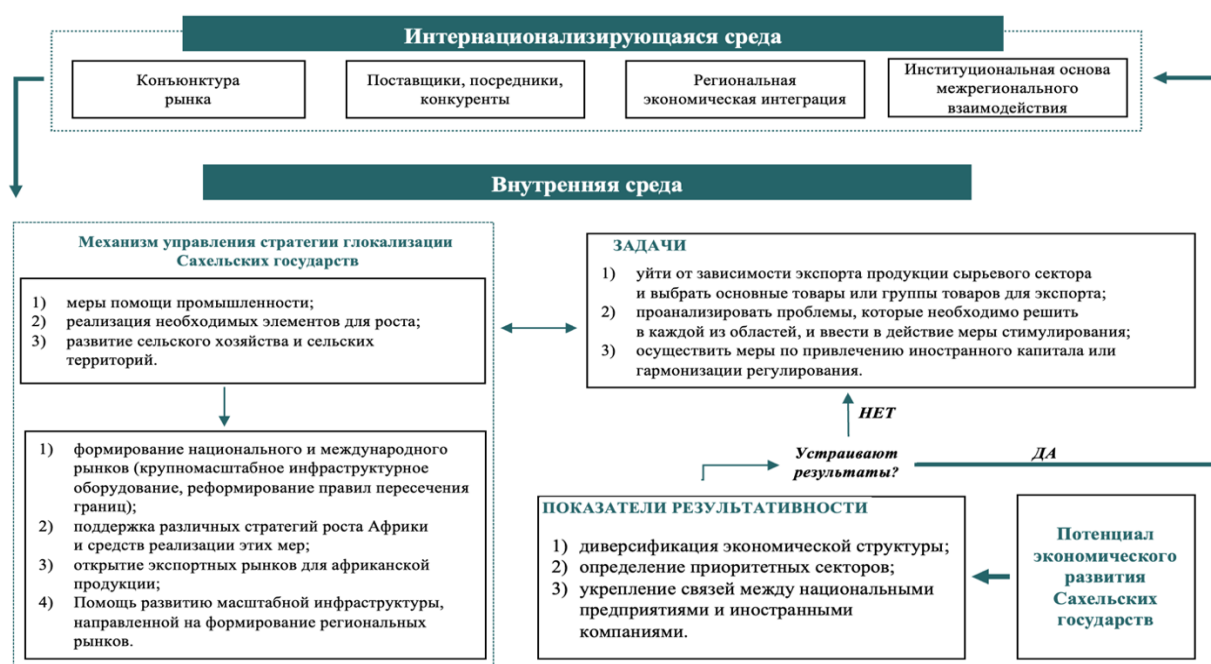 Интернационализирующаяся среда
Конъюнктура
рынка
Поставщики, посредники,
конкуренты
Региональная
экономическая интеграция
Институциональная основа
межрегионального
взаимодействия
Внутренняя среда
Механизм управления стратегии глокализации
Сахельских государств
1) меры помощи промышленности;
2) реализация необходимых элементов для роста;
3) развитие сельского хозяйства и сельских
территорий.
ЗАДАЧИ
1) уйти от зависимости экспорта продукции сырьевого сектора
и выбрать основные товары или группы товаров для экспорта;
2) проанализировать проблемы, которые необходимо решить
в каждой из областей, и ввести в действие меры стимулирования;
3) осуществить меры по привлечению иностранного капитала или
гармонизации регулирования.
НЕТ
Устраивают
результаты?
ДА
1) формирование национального и международного
рынков (крупномасштабное инфраструктурное
оборудование, реформирование правил пересечения
границ);
2) поддержка различных стратегий роста Африки
и средств реализации этих мер;
3) открытие экспортных рынков для африканской
продукции;
4) Помощь развитию масштабной инфраструктуры,
направленной на формирование региональных
рынков.
ПОКАЗАТЕЛИ РЕЗУЛЬТАТИВНОСТИ
1) диверсификация экономической структуры;
2) определение приоритетных секторов;
3) укрепление связей между национальными
предприятиями и иностранными
компаниями.
Потенциал
экономического
развития
Сахельских
государств